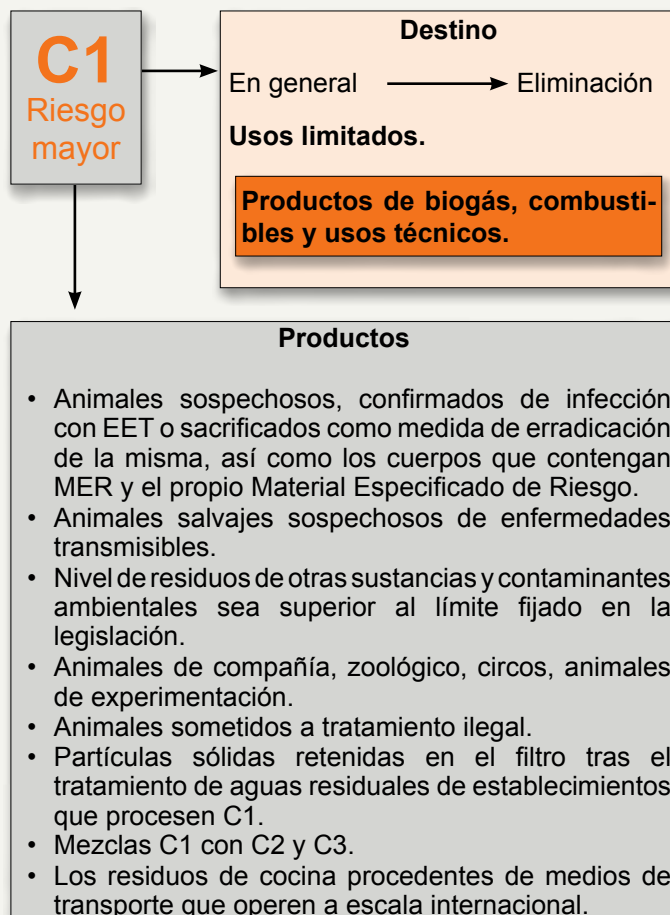 C1
Riesgo
mayor
Destino
En general Eliminación
Usos limitados.
Productos de biogás, combusti-
bles y usos técnicos.
Productos
• Animales sospechosos, confirmados de infección
con EET o sacrificados como medida de erradicación
de la misma, así como los cuerpos que contengan
MER y el propio Material Especificado de Riesgo.
• Animales salvajes sospechosos de enfermedades
transmisibles.
• Nivel de residuos de otras sustancias y contaminantes
ambientales sea superior al límite fijado en la
legislación.
• Animales de compañía, zoológico, circos, animales
de experimentación.
• Animales sometidos a tratamiento ilegal.
• Partículas sólidas retenidas en el filtro tras el
tratamiento de aguas residuales de establecimientos
que procesen C1.
• Mezclas C1 con C2 y C3.
• Los residuos de cocina procedentes de medios de
transporte que operen a escala internacional.